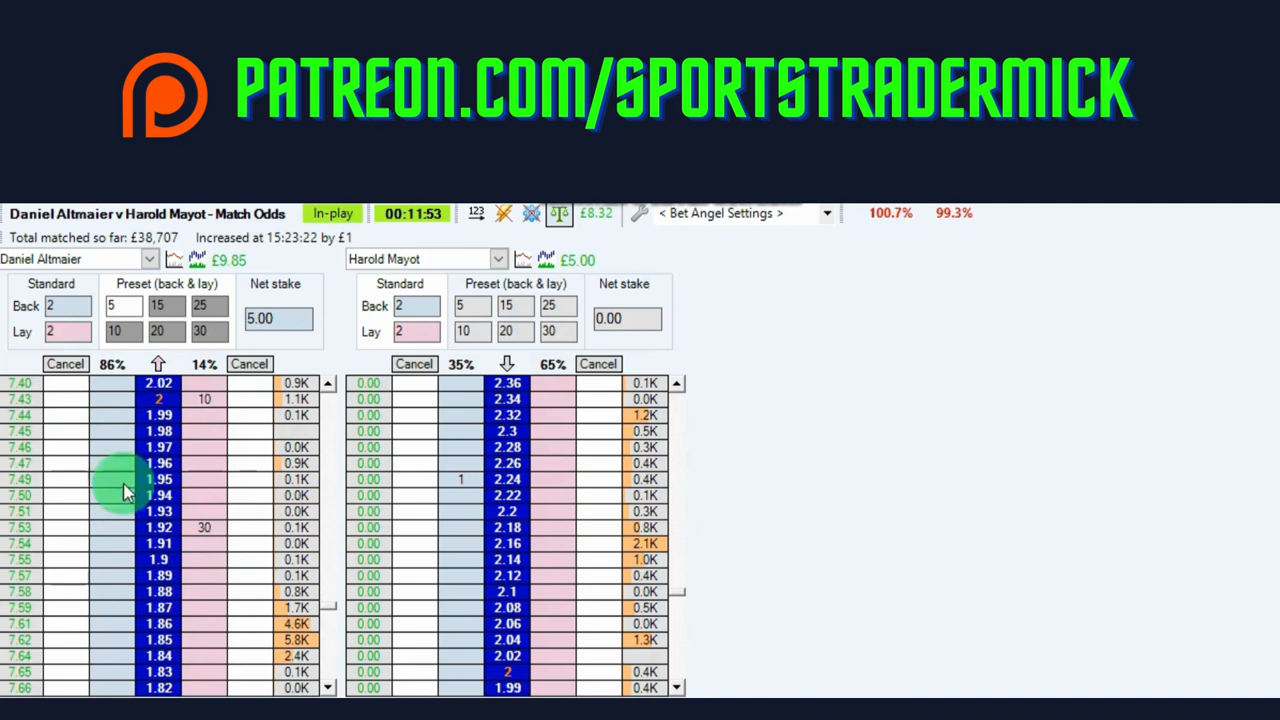 PATREON.COM/SPORTSTRADERMICK
Daniel Altmaier v Harold Mayot - Match Odds In-play 00:11:53 123 £8.32 < Bet Angel Settings > 100.7% 99.3%
Total matched so far: £38,707 Increased at 15:23:22 by £1
Daniel Altmaier £9.85 Harold Mayot £5.00
Standard Preset (back & lay) Net stake Standard Preset (back & lay) Net stake
Back 2 5 15 25 5.00 Back 2 5 15 25 0.00
Lay 2 10 20 30 Lay 2 10 20 30
Cancel 86% 14% Cancel Cancel 35% 65% Cancel
7.40 2.02 0.9K 0.00 2.36 0.1K
7.43 2 10 1.1K 0.00 2.34 0.0K
7.44 1.99 0.1K 0.00 2.32 1.2K
7.45 1.98 0.00 2.3 0.5K
7.46 1.97 0.0K 0.00 2.28 0.3K
7.47 1.96 0.9K 0.00 2.26 0.4K
7.49 1.95 0.1K 0.00 1 2.24 0.4K
7.50 1.94 0.0K 0.00 2.22 0.1K
7.51 1.93 0.0K 0.00 2.2 0.3K
7.53 1.92 30 0.1K 0.00 2.18 0.8K
7.54 1.91 0.0K 0.00 2.16 2.1K
7.55 1.9 0.1K 0.00 2.14 1.0K
7.57 1.89 0.1K 0.00 2.12 0.4K
7.58 1.88 0.8K 0.00 2.1 0.0K
7.59 1.87 1.7K 0.00 2.08 0.5K
7.61 1.86 4.6K 0.00 2.06 0.0K
7.62 1.85 5.8K 0.00 2.04 1.3K
7.64 1.84 2.4K 0.00 2.02
7.65 1.83 0.1K 0.00 2 0.4K
7.66 1.82 0.0K 0.00 1.99 0.4K